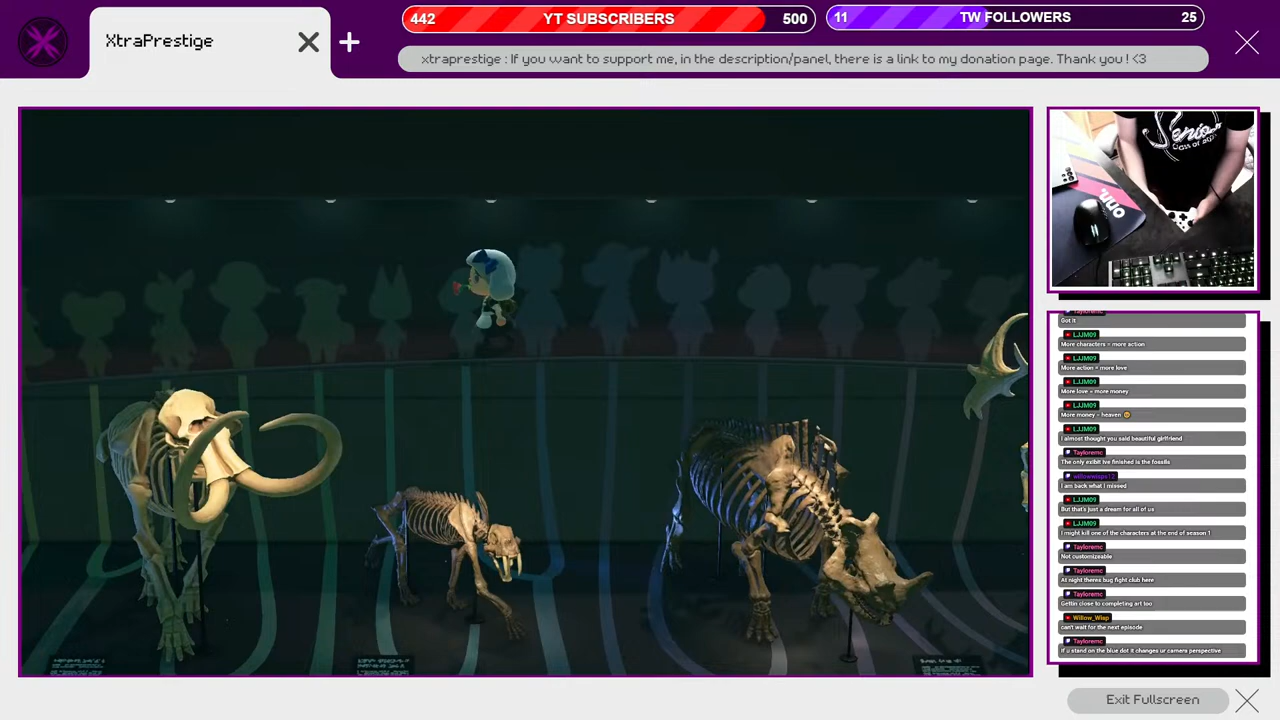 442 YT SUBSCRIBERS 500
11 TW FOLLOWERS 25
XtraPrestige
xtraprestige : If you want to support me, in the description/panel, there is a link to my donation page. Thank you ! <3
Senior
CLASS OF
onn.
Tayloremc
Got it
LJJM09
More characters = more action
LJJM09
More action = more love
LJJM09
More love = more money
LJJM09
More money = heaven 😊
LJJM09
I almost thought you said beautiful girlfriend
Tayloremc
The only exibit ive finished is the fossils
willowwispx12
I am back what I missed
LJJM09
But that's just a dream for all of us
LJJM09
I might kill one of the characters at the end of season 1
Tayloremc
Not customizeable
Tayloremc
At night theres bug fight club here
Tayloremc
Gettin close to completing art too
Willow_Wisp
can't wait for the next episode
Tayloremc
if u stand on the blue dot it changes ur camera perspective
Exit Fullscreen